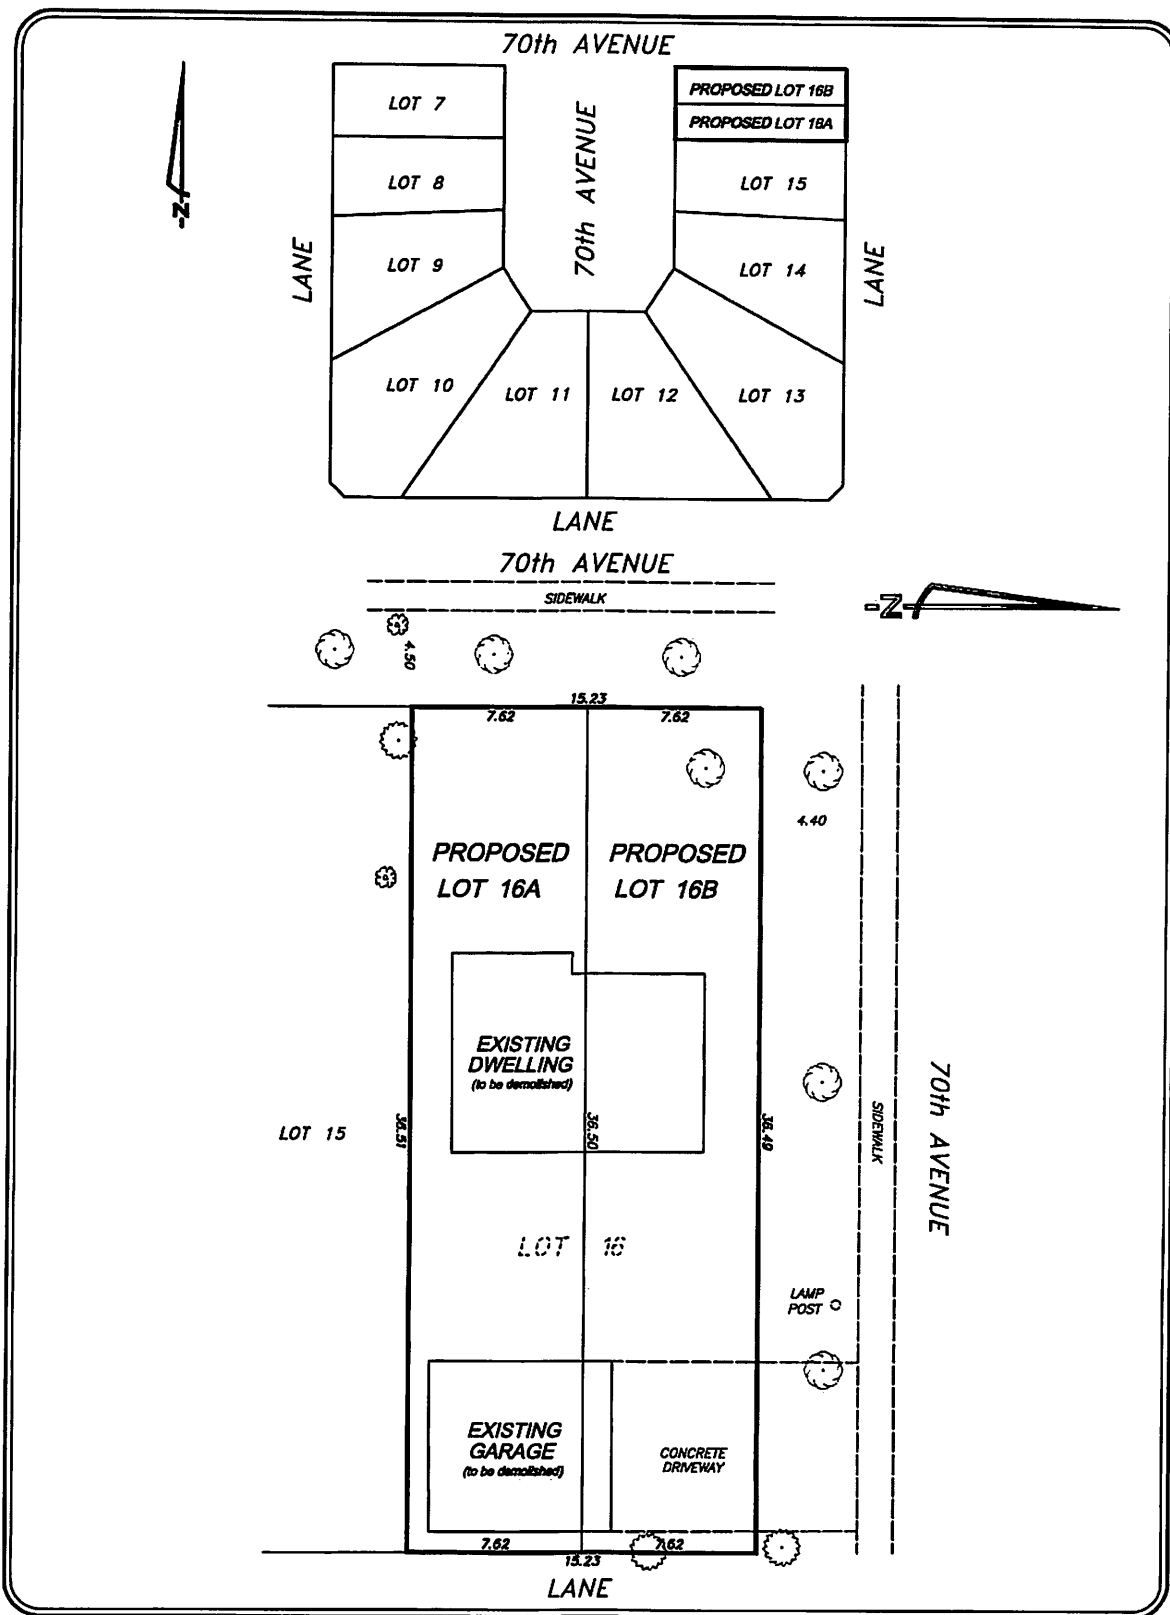 70th AVENUE
LOT 7
PROPOSED LOT 16B
PROPOSED LOT 16A
70th AVENUE
LOT 8
LOT 15
-N-
LANE
LOT 9
LOT 14
LANE
LOT 10
LOT 11
LOT 12
LOT 13
LANE
70th AVENUE
SIDEWALK
-N-
4.50
15.23
7.62
7.62
4.40
PROPOSED
LOT 16A
PROPOSED
LOT 16B
EXISTING
DWELLING
(to be demolished)
36.51
36.50
36.49
LOT 15
SIDEWALK
70th AVENUE
LOT 16
LAMP
POST
EXISTING
GARAGE
(to be demolished)
CONCRETE
DRIVEWAY
7.62
7.62
15.23
LANE